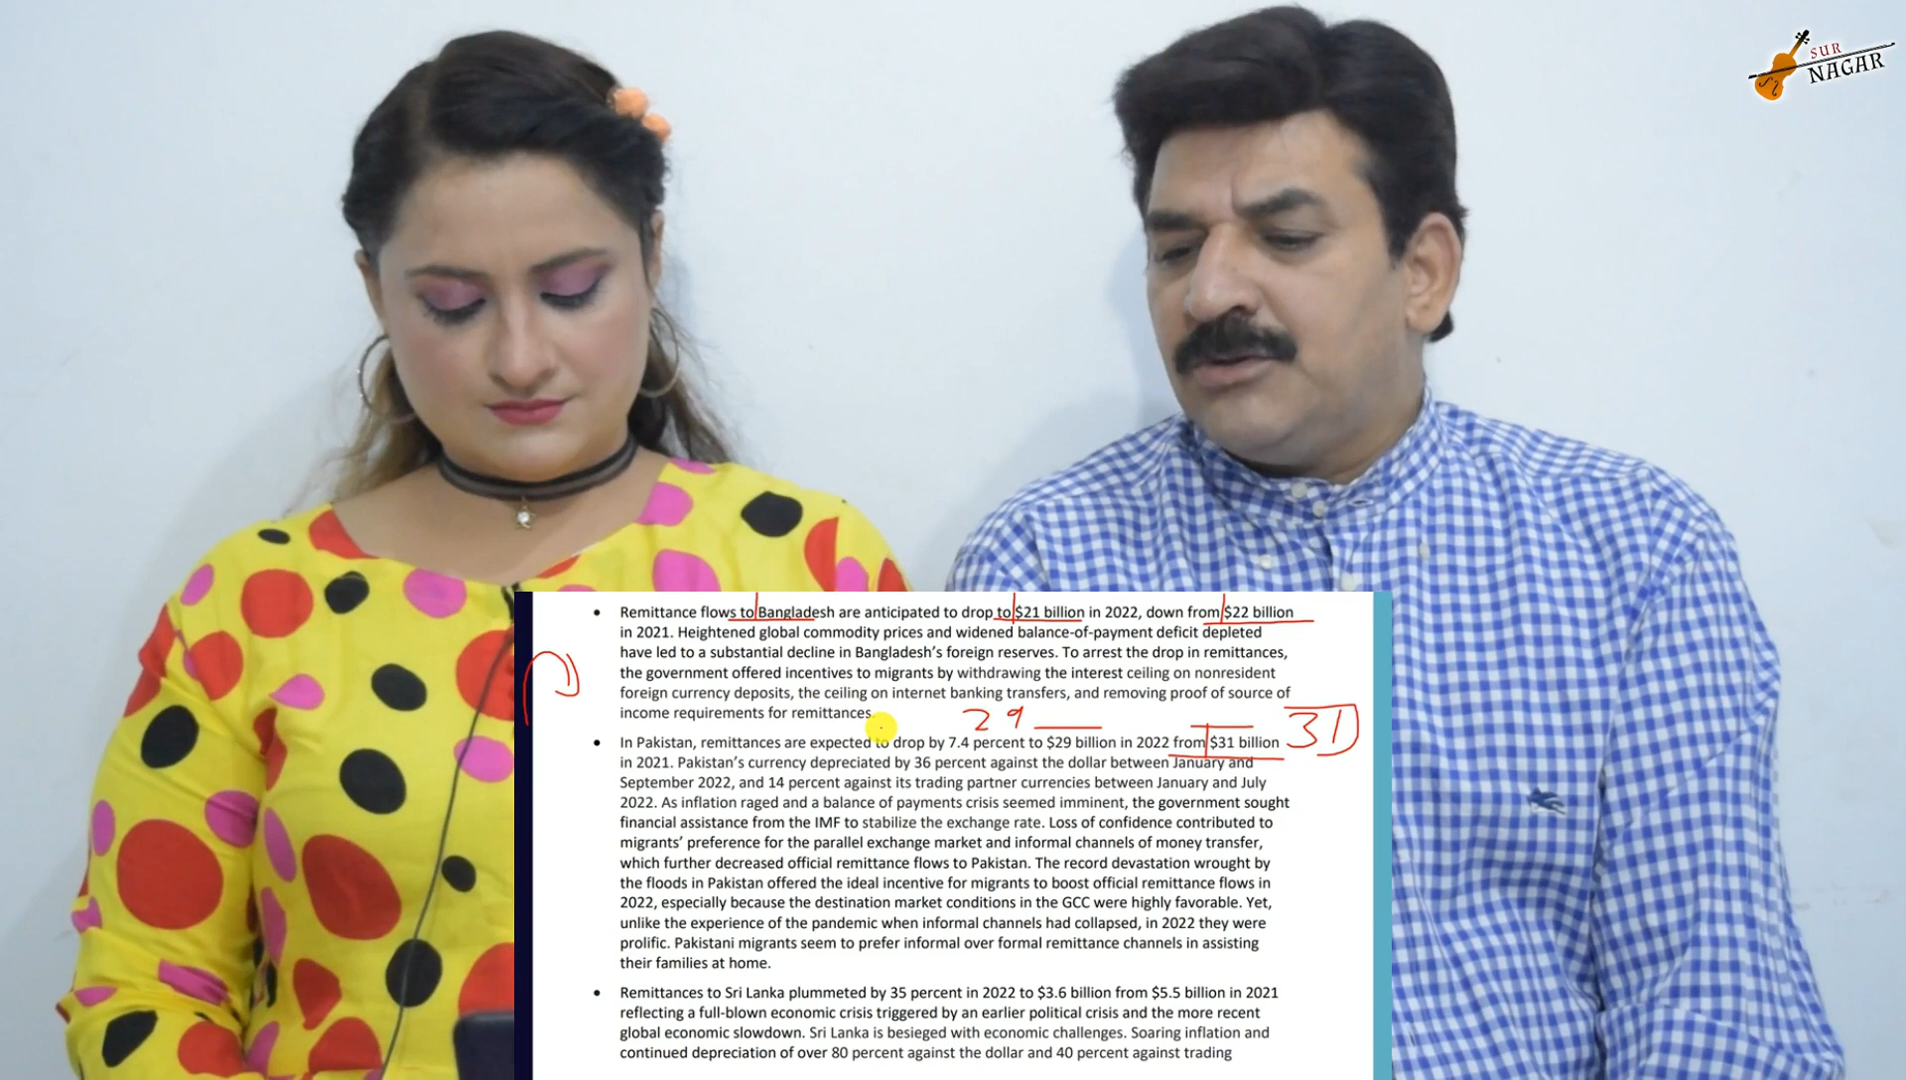 SUR
NAGAR
• Remittance flows to Bangladesh are anticipated to drop to $21 billion in 2022, down from $22 billion
in 2021. Heightened global commodity prices and widened balance-of-payment deficit depleted
have led to a substantial decline in Bangladesh's foreign reserves. To arrest the drop in remittances,
the government offered incentives to migrants by withdrawing the interest ceiling on nonresident
foreign currency deposits, the ceiling on internet banking transfers, and removing proof of source of
income requirements for remittances.
29 31
• In Pakistan, remittances are expected to drop by 7.4 percent to $29 billion in 2022 from $31 billion
in 2021. Pakistan's currency depreciated by 36 percent against the dollar between January and
September 2022, and 14 percent against its trading partner currencies between January and July
2022. As inflation raged and a balance of payments crisis seemed imminent, the government sought
financial assistance from the IMF to stabilize the exchange rate. Loss of confidence contributed to
migrants' preference for the parallel exchange market and informal channels of money transfer,
which further decreased official remittance flows to Pakistan. The record devastation wrought by
the floods in Pakistan offered the ideal incentive for migrants to boost official remittance flows in
2022, especially because the destination market conditions in the GCC were highly favorable. Yet,
unlike the experience of the pandemic when informal channels had collapsed, in 2022 they were
prolific. Pakistani migrants seem to prefer informal over formal remittance channels in assisting
their families at home.
• Remittances to Sri Lanka plummeted by 35 percent in 2022 to $3.6 billion from $5.5 billion in 2021
reflecting a full-blown economic crisis triggered by an earlier political crisis and the more recent
global economic slowdown. Sri Lanka is besieged with economic challenges. Soaring inflation and
continued depreciation of over 80 percent against the dollar and 40 percent against trading